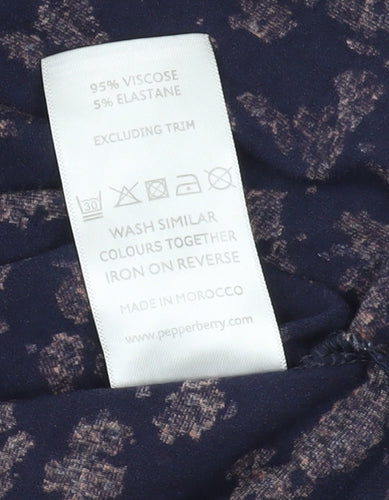 95% VISCOSE
5% ELASTANE
EXCLUDING TRIM
30
WASH SIMILAR
COLOURS TOGETHER
IRON ON REVERSE
MADE IN MOROCCO
www.pepperberry.com